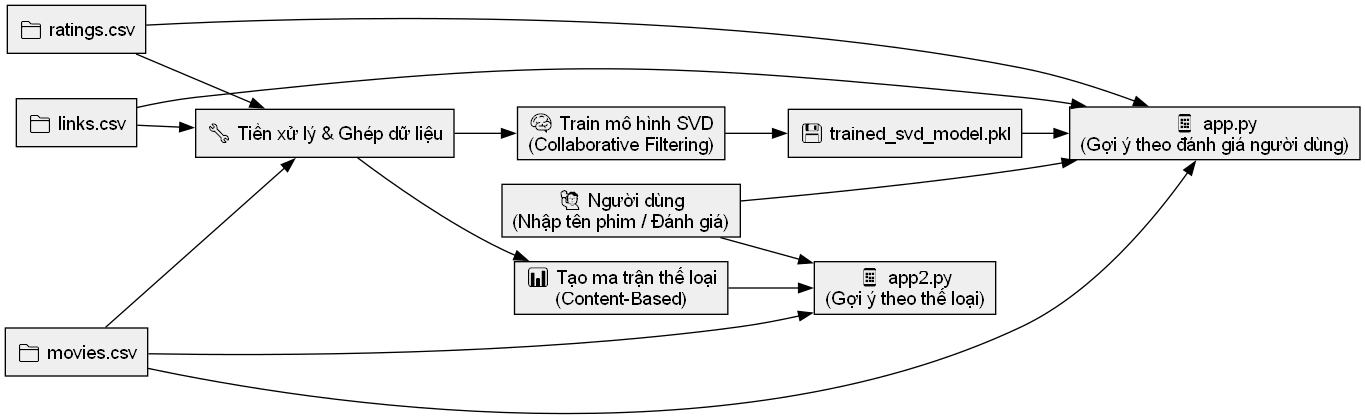 ratings.csv
links.csv
Tiền xử lý & Ghép dữ liệu
Train mô hình SVD
(Collaborative Filtering)
trained_svd_model.pkl
app.py
(Gợi ý theo đánh giá người dùng)
Người dùng
(Nhập tên phim / Đánh giá)
Tạo ma trận thể loại
(Content-Based)
app2.py
(Gợi ý theo thể loại)
movies.csv